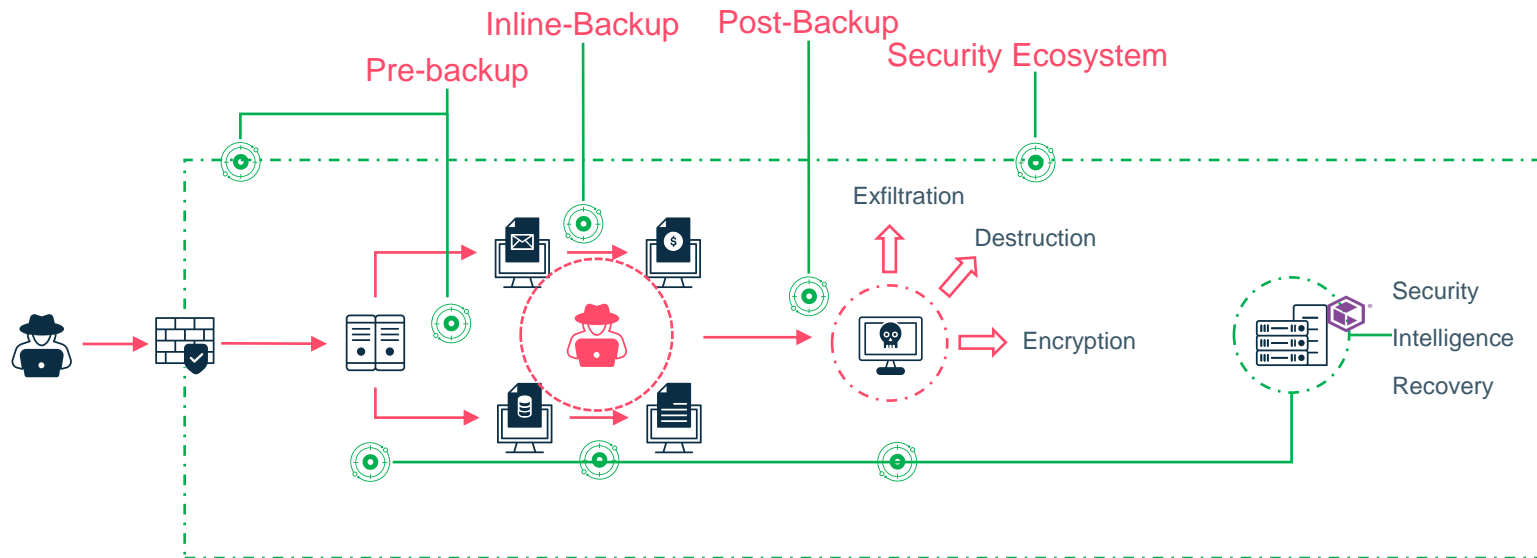 Inline-Backup
Post-Backup
Pre-backup
Security Ecosystem
Exfiltration
Destruction
Encryption
Security
Intelligence
Recovery
$